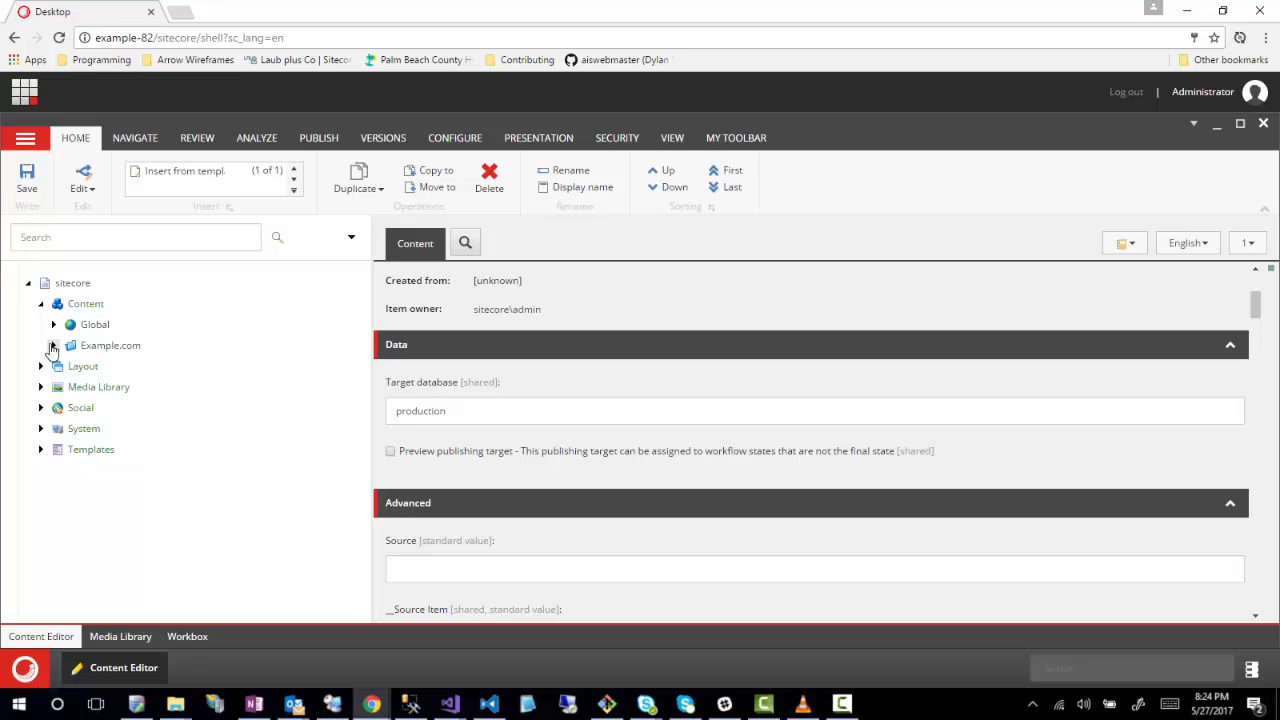 Desktop
example-82/sitecore/shell?sc_lang=en
Apps Programming Arrow Wireframes Laub plus Co | Siteco Palm Beach County H Contributing aiswebmaster (Dylan Other bookmarks
Log out | Administrator
HOME NAVIGATE REVIEW ANALYZE PUBLISH VERSIONS CONFIGURE PRESENTATION SECURITY VIEW MY TOOLBAR
Insert from templ. (1 of 1) Copy to Rename Up First
Save Edit Duplicate Move to Delete Display name Down Last
Write Edit Insert Operations Rename Sorting
Search
Content English 1
sitecore
Content
Global
Example.com
Layout
Media Library
Social
System
Templates
Created from: [unknown]
Item owner: sitecore\admin
Data
Target database [shared]:
production
Preview publishing target - This publishing target can be assigned to workflow states that are not the final state [shared]
Advanced
Source [standard value]:
__Source Item [shared, standard value]:
Content Editor Media Library Workbox
Content Editor
8:24 PM
5/27/2017
2